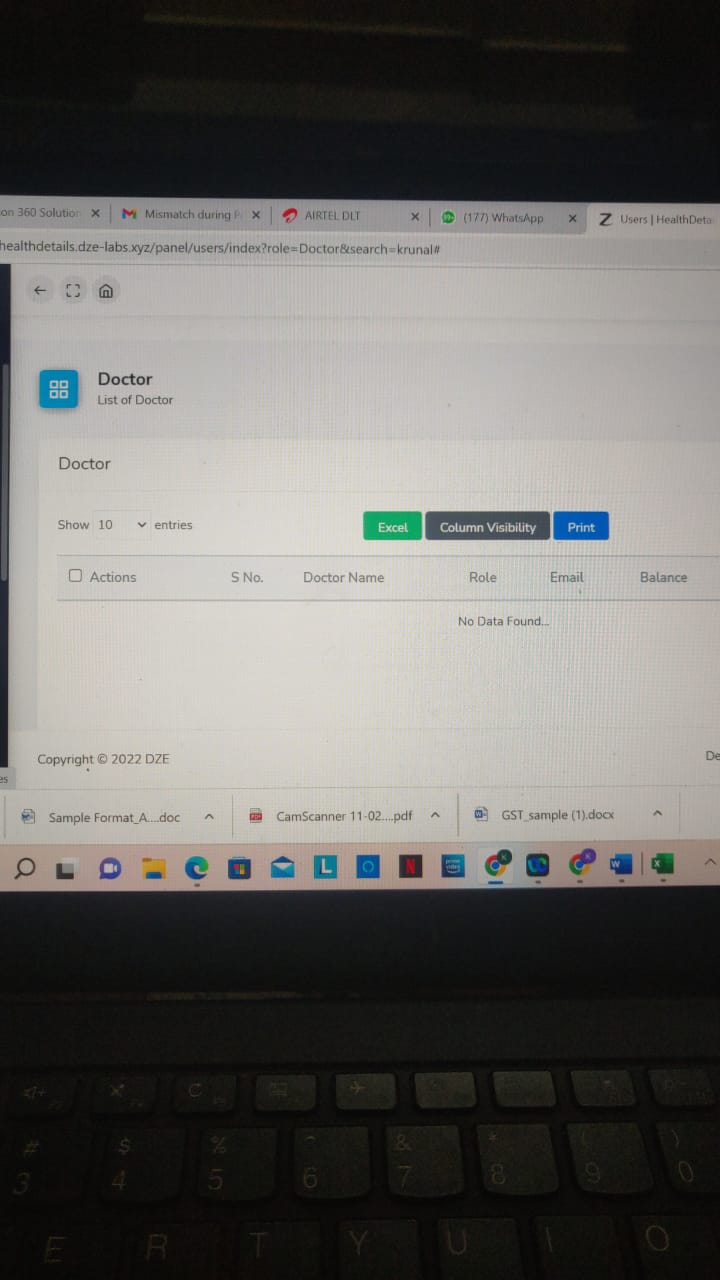 on 360 Solution
Mismatch during P
AIRTEL DLT
(177) WhatsApp
Users | HealthDeta
healthdetails.dze-labs.xyz/panel/users/index?role=Doctor&search=krunal#
Doctor
List of Doctor
Doctor
Show 10 entries
Excel Column Visibility Print
Actions S No. Doctor Name Role Email Balance
No Data Found...
Copyright © 2022 DZE
De
es
Sample Format_A....doc
CamScanner 11-02....pdf
GST_sample (1).docx
# $ % ^ & * ( )
3 4 5 6 7 8 9 0
E R T Y U I O